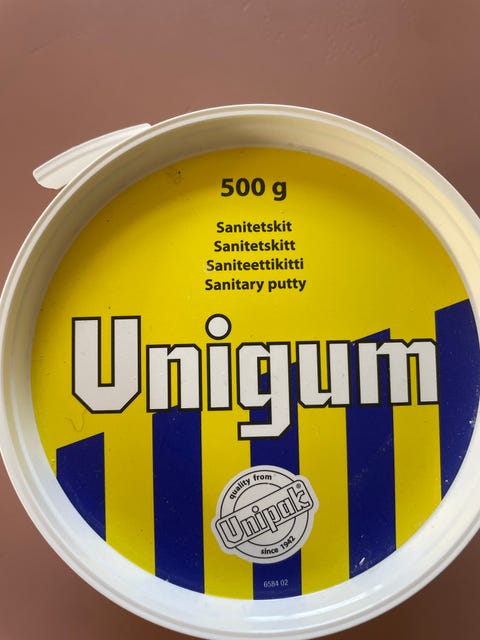 500 g
Sanitetskit
Sanitetskitt
Saniteettikitti
Sanitary putty
Unigum
quality from
Unipak®
since 1942
6584 02